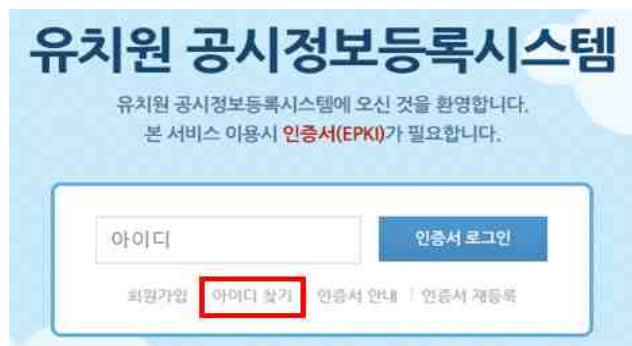 유치원 공시정보등록시스템
유치원 공시정보등록시스템에 오신 것을 환영합니다.
본 서비스 이용시 인증서(EPKI)가 필요합니다.
아이디
인증서 로그인
회원가입 아이디 찾기 인증서 안내 | 인증서 재등록